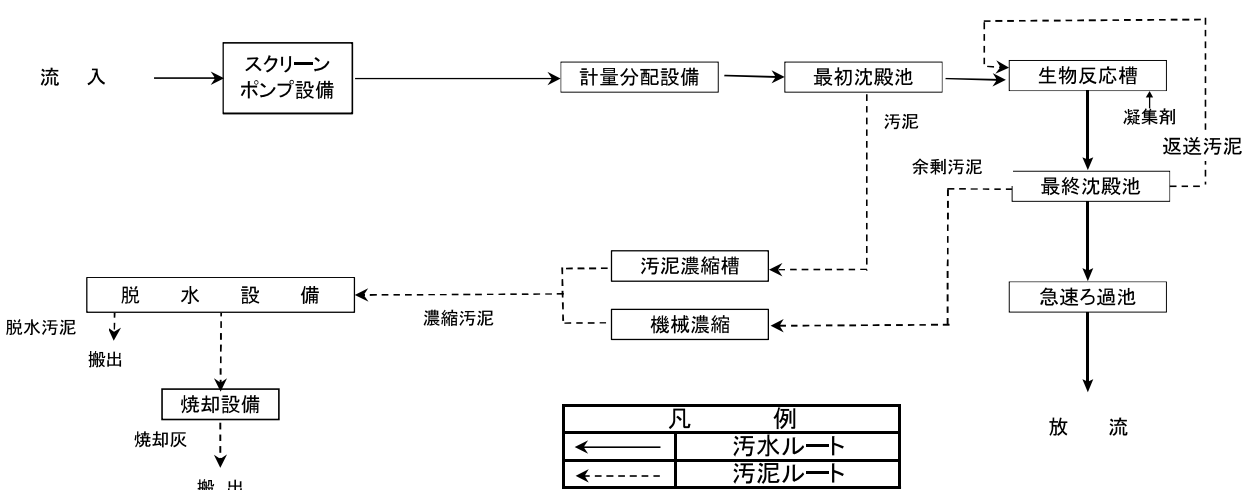 流 入
スクリーン
ポンプ設備
計量分配設備
最初沈殿池
生物反応槽
凝集剤
汚泥
返送汚泥
余剰汚泥
最終沈殿池
汚泥濃縮槽
脱 水 設 備
急速ろ過池
機械濃縮
濃縮汚泥
脱水汚泥
搬出
焼却設備
焼却灰
搬 出
放 流
凡 例
汚水ルート
汚泥ルート